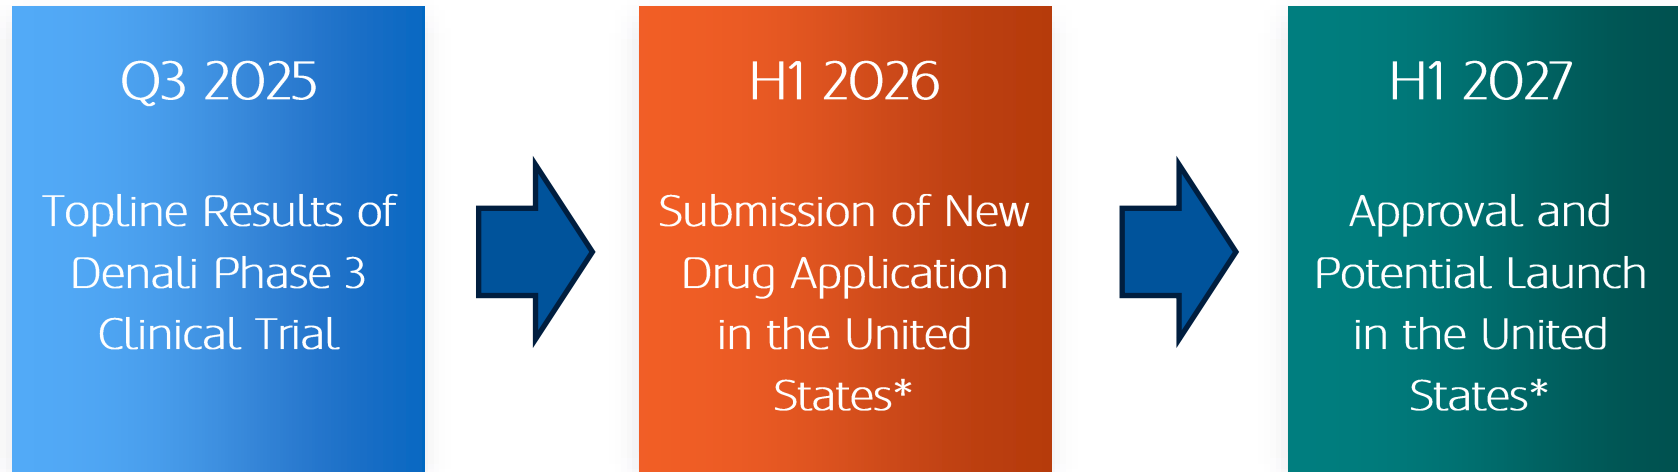 Q3 2025
Topline Results of
Denali Phase 3
Clinical Trial
H1 2026
Submission of New
Drug Application
in the United
States*
H1 2027
Approval and
Potential Launch
in the United
States*